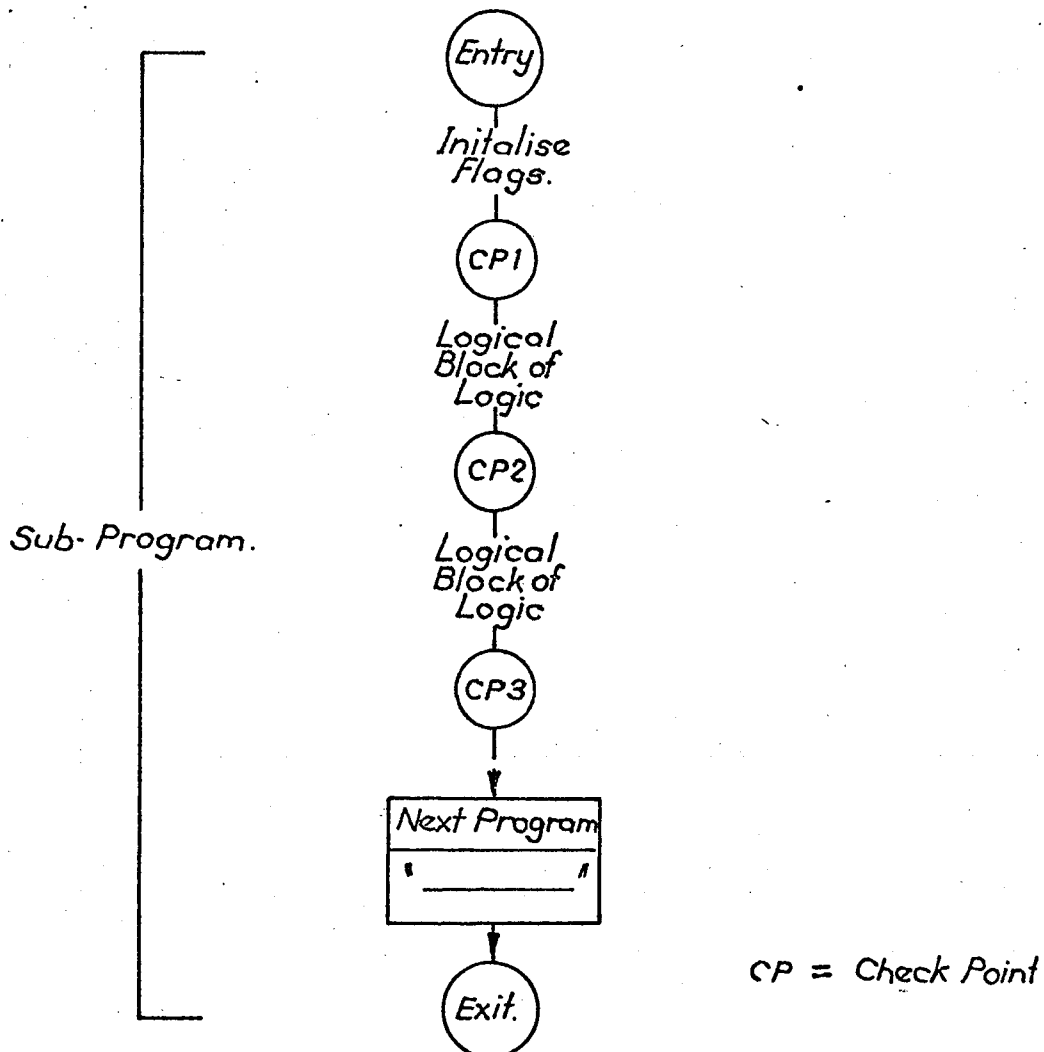 Entry
Initalise
Flags.
CP1
Logical
Block of
Logic
CP2
Sub-Program.
Logical
Block of
Logic
CP3
Next Program
" __________ "
CP = Check Point
Exit.